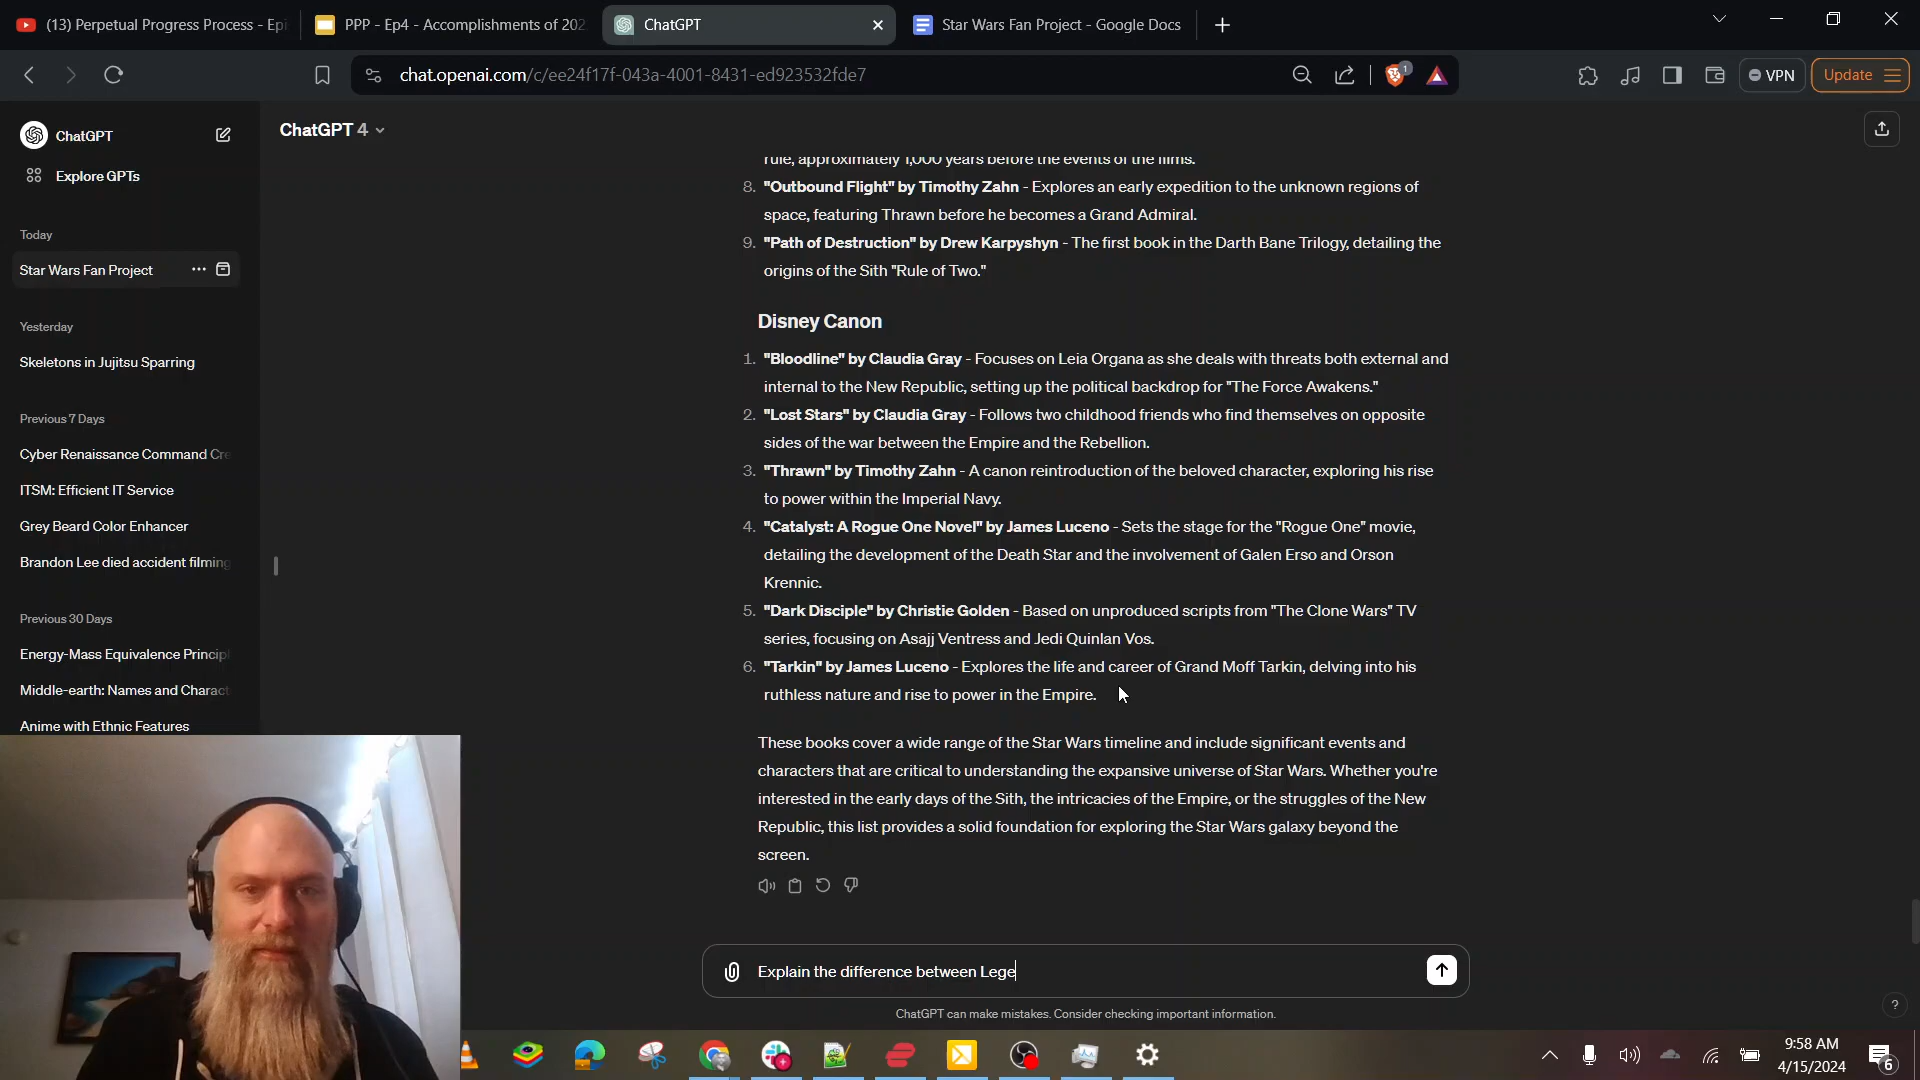 (13) Perpetual Progress Process - Epi
PPP - Ep4 - Accomplishments of 202
ChatGPT
Star Wars Fan Project - Google Docs
chat.openai.com/c/ee24f17f-043a-4001-8431-ed923532fde7
1
VPN
Update
ChatGPT
Explore GPTs
Today
Star Wars Fan Project
Yesterday
Skeletons in Jujitsu Sparring
Previous 7 Days
Cyber Renaissance Command Cre
ITSM: Efficient IT Service
Grey Beard Color Enhancer
Brandon Lee died accident filming
Previous 30 Days
Energy-Mass Equivalence Principl
Middle-earth: Names and Charact
Anime with Ethnic Features
ChatGPT 4
rule, approximately 1,000 years before the events of the films.
8. "Outbound Flight" by Timothy Zahn - Explores an early expedition to the unknown regions of
space, featuring Thrawn before he becomes a Grand Admiral.
9. "Path of Destruction" by Drew Karpyshyn - The first book in the Darth Bane Trilogy, detailing the
origins of the Sith "Rule of Two."
Disney Canon
1. "Bloodline" by Claudia Gray - Focuses on Leia Organa as she deals with threats both external and
internal to the New Republic, setting up the political backdrop for "The Force Awakens."
2. "Lost Stars" by Claudia Gray - Follows two childhood friends who find themselves on opposite
sides of the war between the Empire and the Rebellion.
3. "Thrawn" by Timothy Zahn - A canon reintroduction of the beloved character, exploring his rise
to power within the Imperial Navy.
4. "Catalyst: A Rogue One Novel" by James Luceno - Sets the stage for the "Rogue One" movie,
detailing the development of the Death Star and the involvement of Galen Erso and Orson
Krennic.
5. "Dark Disciple" by Christie Golden - Based on unproduced scripts from "The Clone Wars" TV
series, focusing on Asajj Ventress and Jedi Quinlan Vos.
6. "Tarkin" by James Luceno - Explores the life and career of Grand Moff Tarkin, delving into his
ruthless nature and rise to power in the Empire.
These books cover a wide range of the Star Wars timeline and include significant events and
characters that are critical to understanding the expansive universe of Star Wars. Whether you're
interested in the early days of the Sith, the intricacies of the Empire, or the struggles of the New
Republic, this list provides a solid foundation for exploring the Star Wars galaxy beyond the
screen.
Explain the difference between Lege
ChatGPT can make mistakes. Consider checking important information.
?
9:58 AM
4/15/2024
6